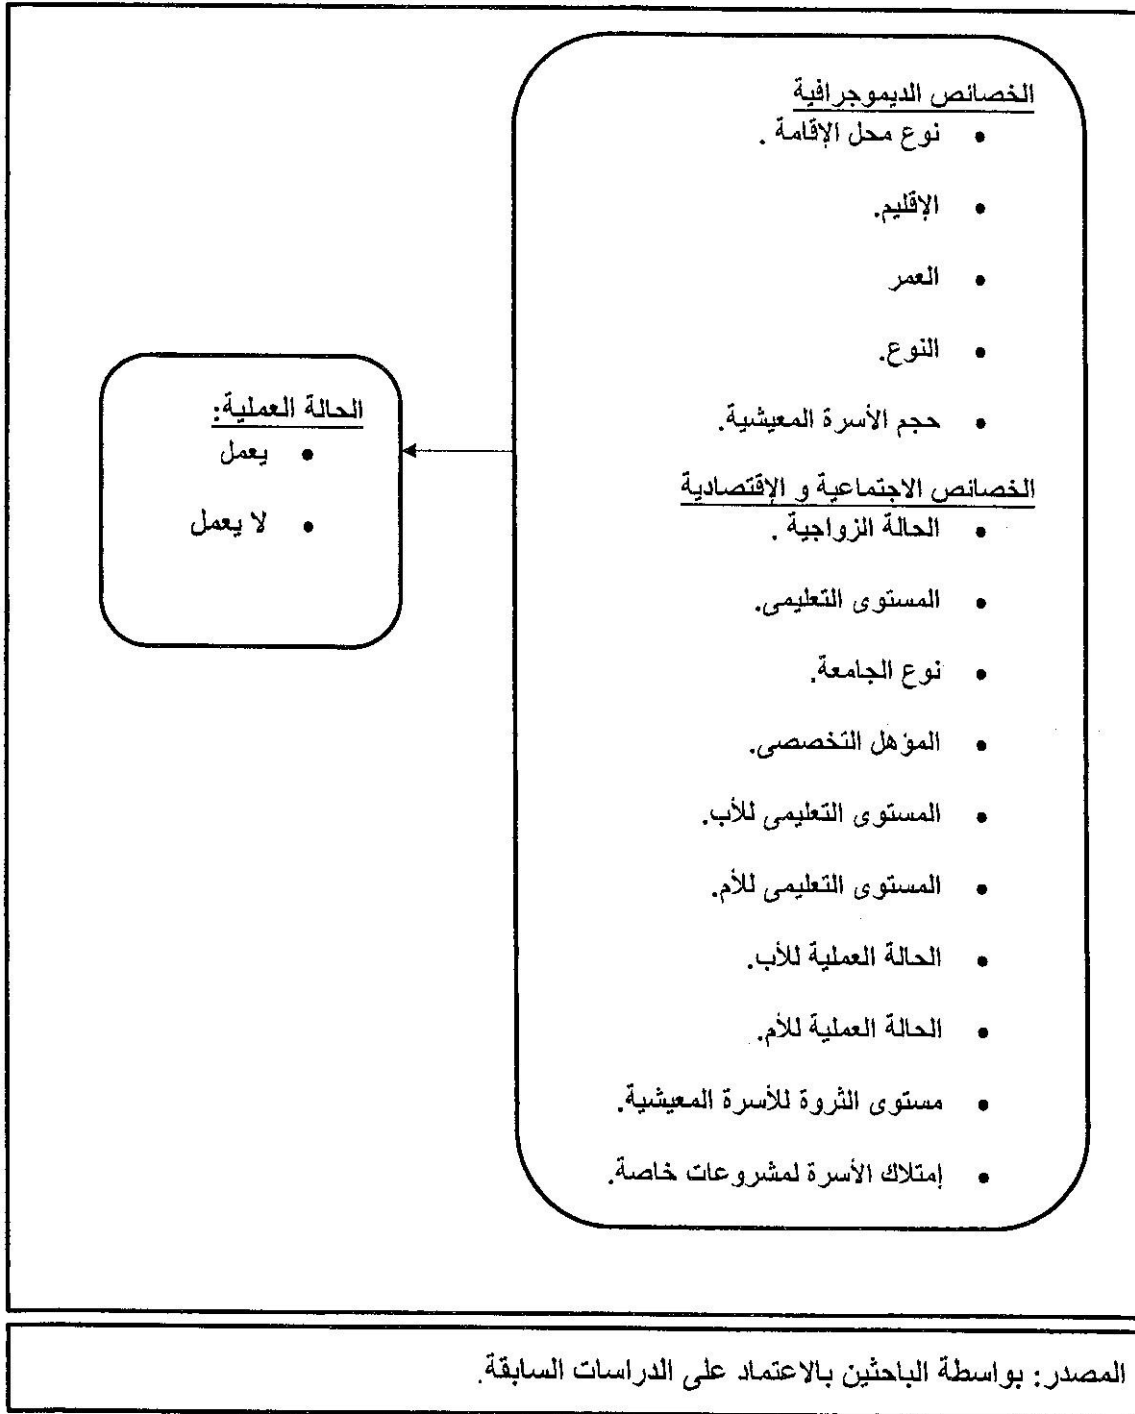 الخصائص الديموجرافية
• نوع محل الإقامة .
• الإقليم.
• العمر
• النوع.
• حجم الأسرة المعيشية.
الخصائص الاجتماعية و الإقتصادية
• الحالة الزواجية .
• المستوى التعليمى.
• نوع الجامعة.
• المؤهل التخصصى.
• المستوى التعليمى للأب.
• المستوى التعليمى للأم.
• الحالة العملية للأب.
• الحالة العملية للأم.
• مستوى الثروة للأسرة المعيشية.
• إمتلاك الأسرة لمشروعات خاصة.
الحالة العملية:
• يعمل
• لا يعمل
المصدر: بواسطة الباحثين بالاعتماد على الدراسات السابقة.